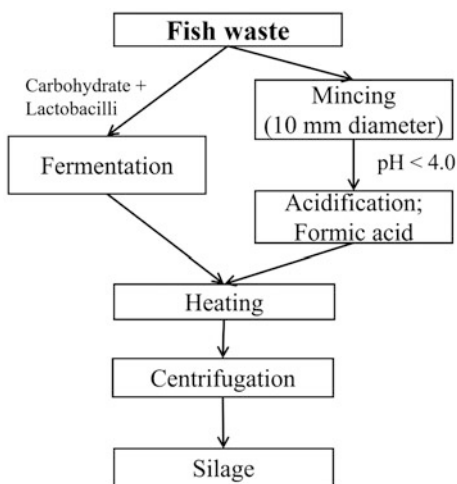 Fish waste
Carbohydrate +
Lactobacilli
Mincing
(10 mm diameter)
Fermentation
pH < 4.0
Acidification;
Formic acid
Heating
Centrifugation
Silage